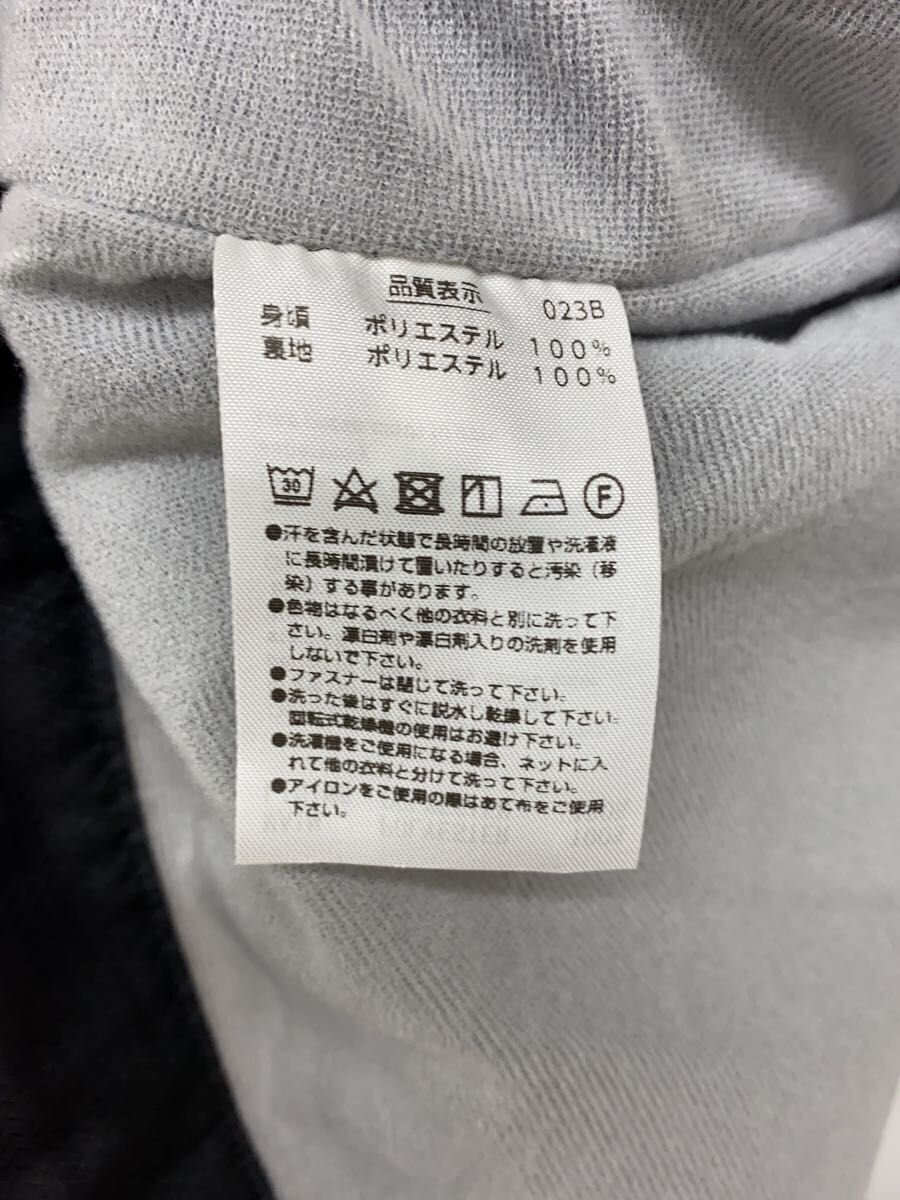 品質表示 023B
身頃 ポリエステル 100%
裏地 ポリエステル 100%
30 F
●汗を含んだ状態で長時間の放置や洗濯液
に長時間漬けて置いたりすると汚染（移
染）する事があります。
●色物はなるべく他の衣料と別に洗って下
さい。漂白剤や漂白剤入りの洗剤を使用
しないで下さい。
●ファスナーは閉じて洗って下さい。
●洗った後はすぐに説水し乾燥して下さい。
回転式乾燥機の使用はお避け下さい。
●洗濯機をご使用になる場合、ネットに入
れて他の衣料と分けて洗って下さい。
●アイロンをご使用の際はあて布をご使用
下さい。